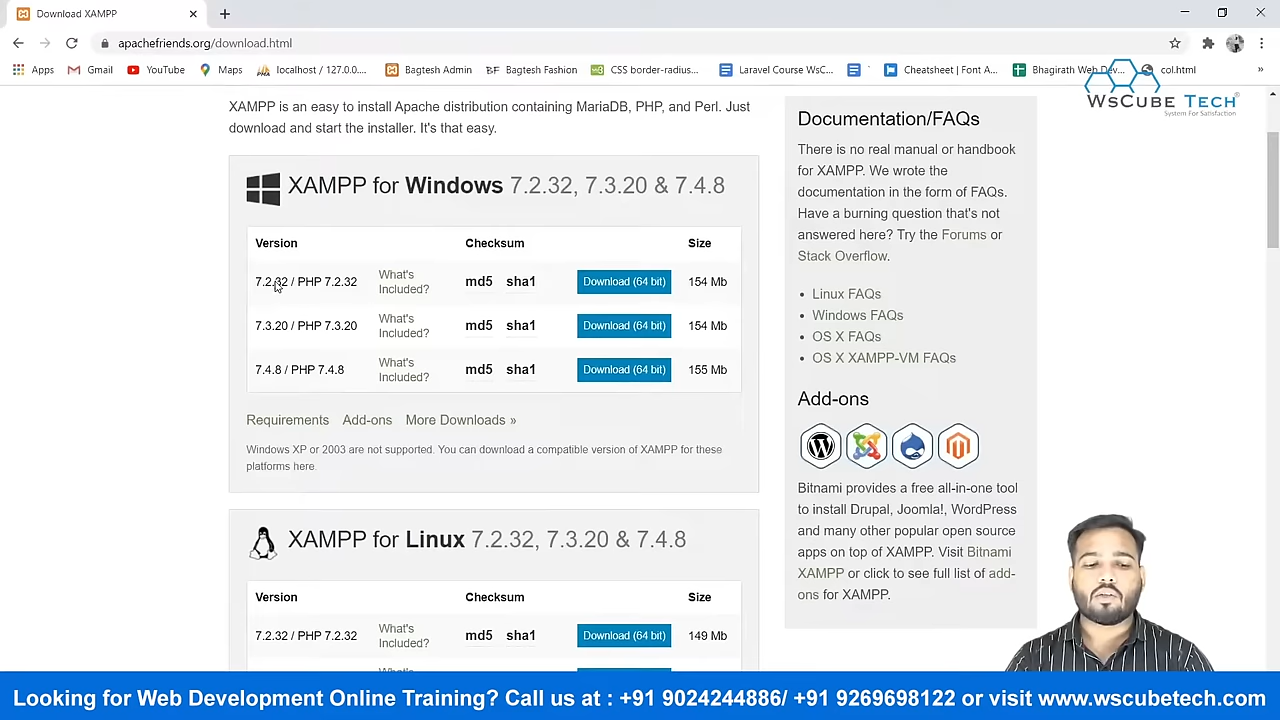 Download XAMPP
apachefriends.org/download.html
Apps
Gmail
YouTube
Maps
localhost / 127.0.0....
Bagtesh Admin
BF Bagtesh Fashion
CSS border-radius...
Laravel Course WsC...
Cheatsheet | Font A...
Bhagirath Web Dev...
col.html
»
WsCube Tech
System For Satisfaction
XAMPP is an easy to install Apache distribution containing MariaDB, PHP, and Perl. Just
download and start the installer. It's that easy.
XAMPP for Windows 7.2.32, 7.3.20 & 7.4.8
Version Checksum Size
7.2.32 / PHP 7.2.32 What's Included? md5 sha1 Download (64 bit) 154 Mb
7.3.20 / PHP 7.3.20 What's Included? md5 sha1 Download (64 bit) 154 Mb
7.4.8 / PHP 7.4.8 What's Included? md5 sha1 Download (64 bit) 155 Mb
Requirements Add-ons More Downloads »
Windows XP or 2003 are not supported. You can download a compatible version of XAMPP for these
platforms here.
XAMPP for Linux 7.2.32, 7.3.20 & 7.4.8
Version Checksum Size
7.2.32 / PHP 7.2.32 What's Included? md5 sha1 Download (64 bit) 149 Mb
Documentation/FAQs
There is no real manual or handbook
for XAMPP. We wrote the
documentation in the form of FAQs.
Have a burning question that's not
answered here? Try the Forums or
Stack Overflow.
• Linux FAQs
• Windows FAQs
• OS X FAQs
• OS X XAMPP-VM FAQs
Add-ons
Bitnami provides a free all-in-one tool
to install Drupal, Joomla!, WordPress
and many other popular open source
apps on top of XAMPP. Visit Bitnami
XAMPP or click to see full list of add-
ons for XAMPP.
Looking for Web Development Online Training? Call us at : +91 9024244886/ +91 9269698122 or visit www.wscubetech.com